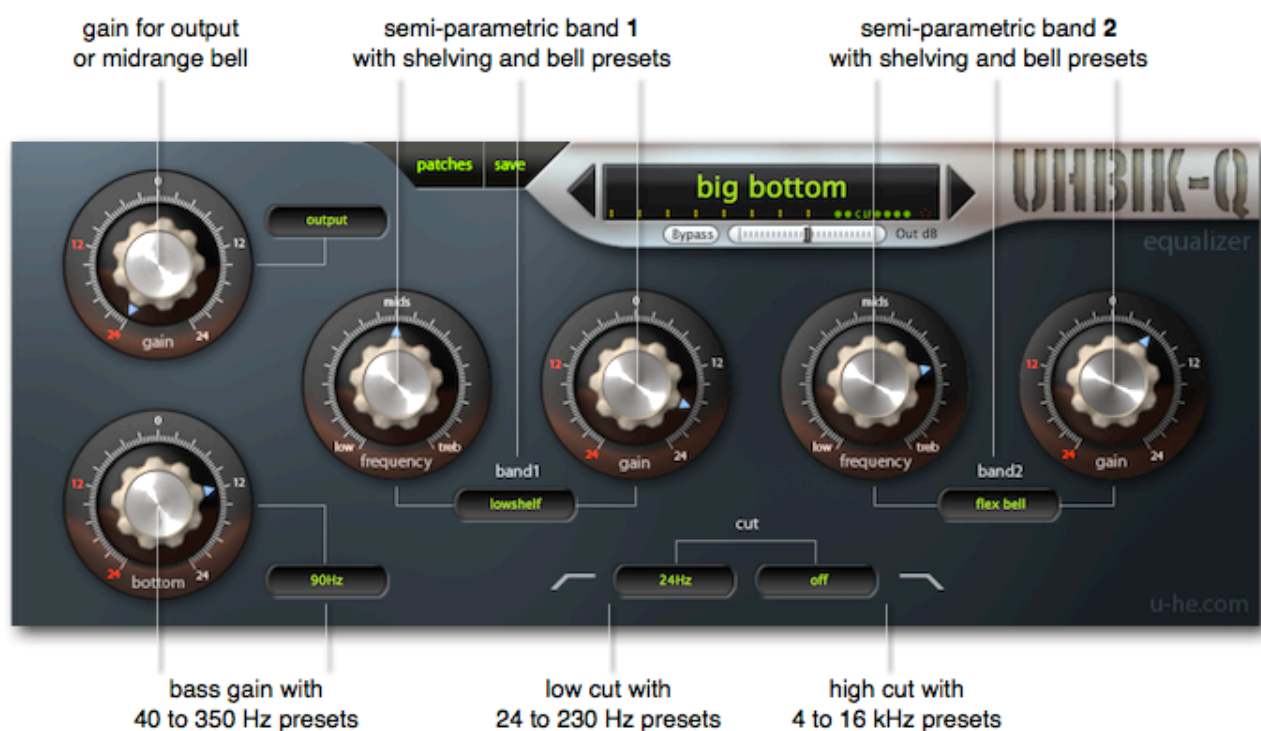 gain for output
or midrange bell
semi-parametric band 1
with shelving and bell presets
semi-parametric band 2
with shelving and bell presets
patches save
big bottom
CLF
Bypass
Out dB
UHBIK-Q
equalizer
0
12
12
24
24
gain
output
mids
low
treb
frequency
0
12
12
24
24
gain
band1
lowshelf
mids
low
treb
frequency
0
12
12
24
24
gain
band2
flex bell
0
12
12
24
24
bottom
90Hz
cut
24Hz
off
u-he.com
bass gain with
40 to 350 Hz presets
low cut with
24 to 230 Hz presets
high cut with
4 to 16 kHz presets